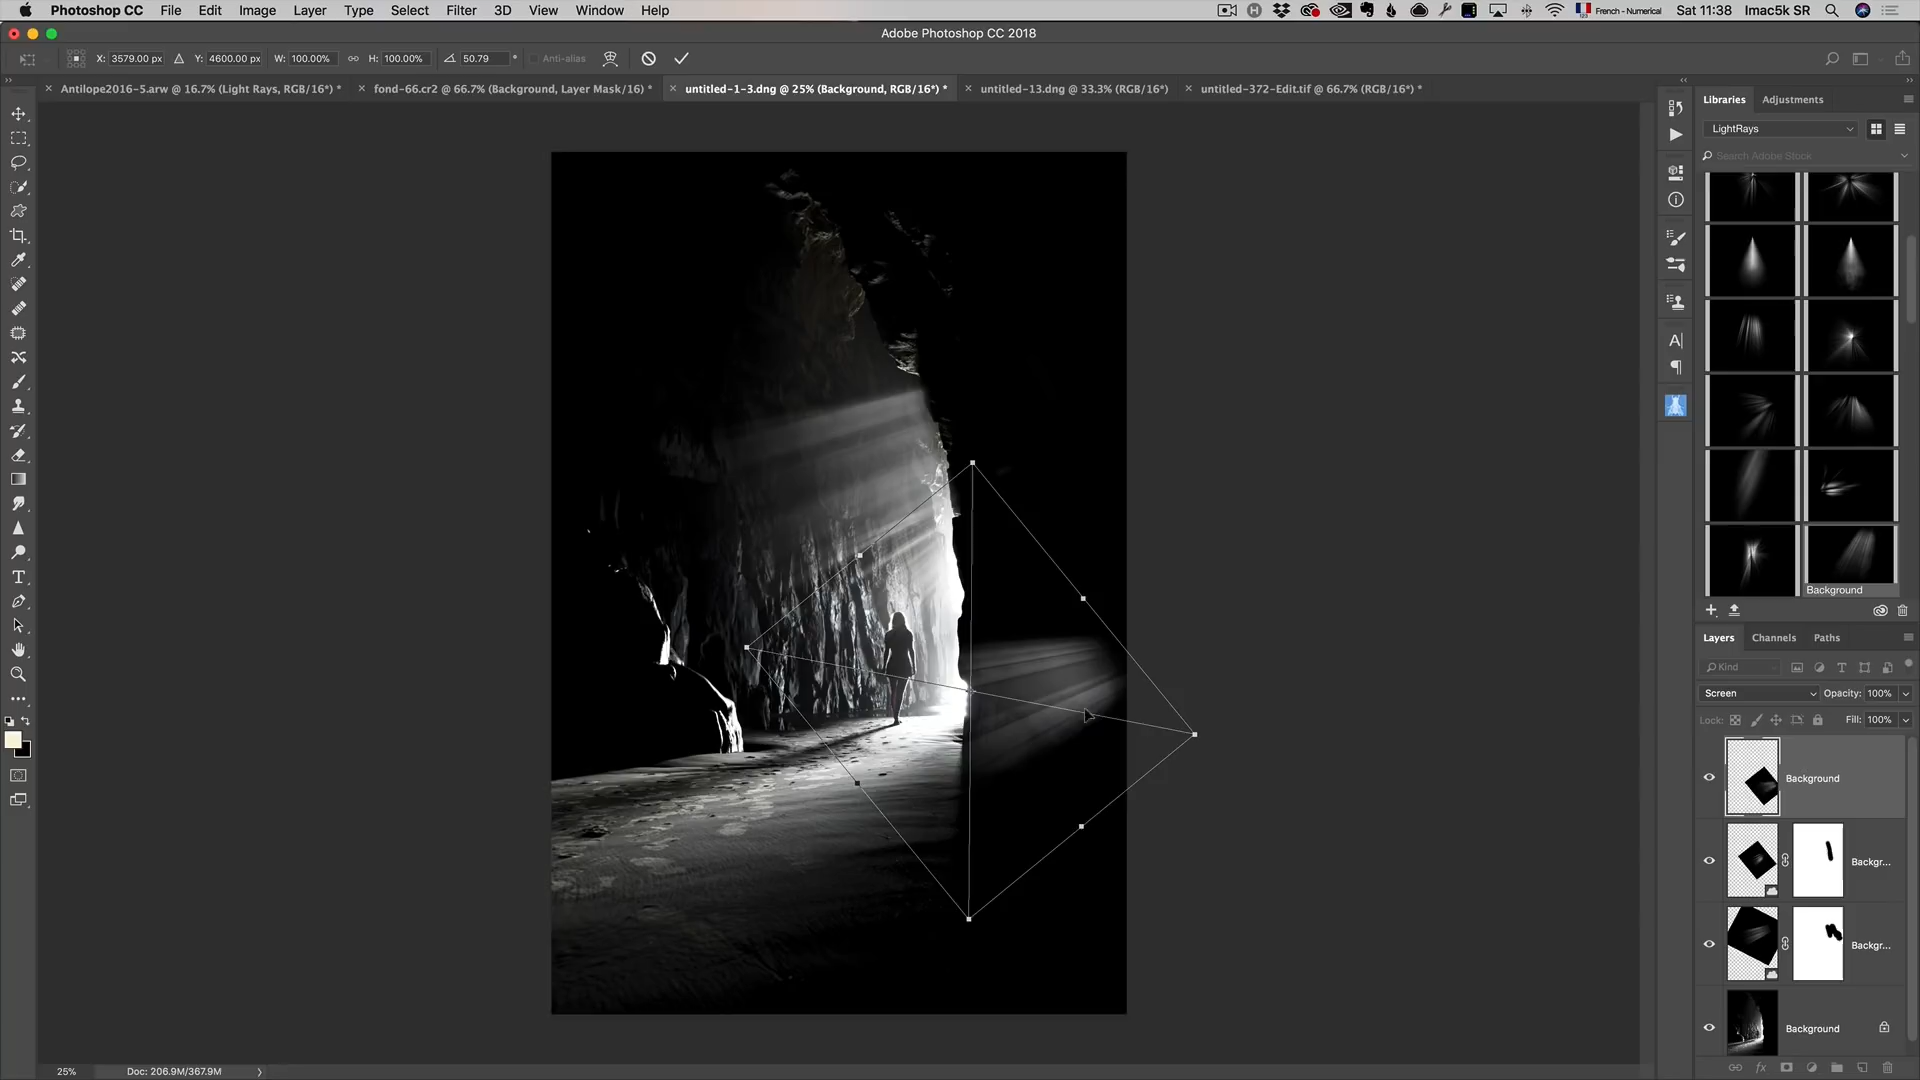 Photoshop CC File Edit Image Layer Type Select Filter 3D View Window Help French - Numerical Sat 11:38 Imac5k SR
Adobe Photoshop CC 2018
X: 3579.00 px Y: 4600.00 px W: 100.00% H: 100.00% 50.79 ° Anti-alias
Antilope2016-5.arw @ 16.7% (Light Rays, RGB/16*) * fond-66.cr2 @ 66.7% (Background, Layer Mask/16) * untitled-1-3.dng @ 25% (Background, RGB/16*) * untitled-13.dng @ 33.3% (RGB/16*) untitled-372-Edit.tif @ 66.7% (RGB/16*) *
Libraries Adjustments
LightRays
Search Adobe Stock
Background
Layers Channels Paths
Kind
Screen Opacity: 100%
Lock: Fill: 100%
Background
Backgr...
Backgr...
Background
25% Doc: 206.9M/367.9M